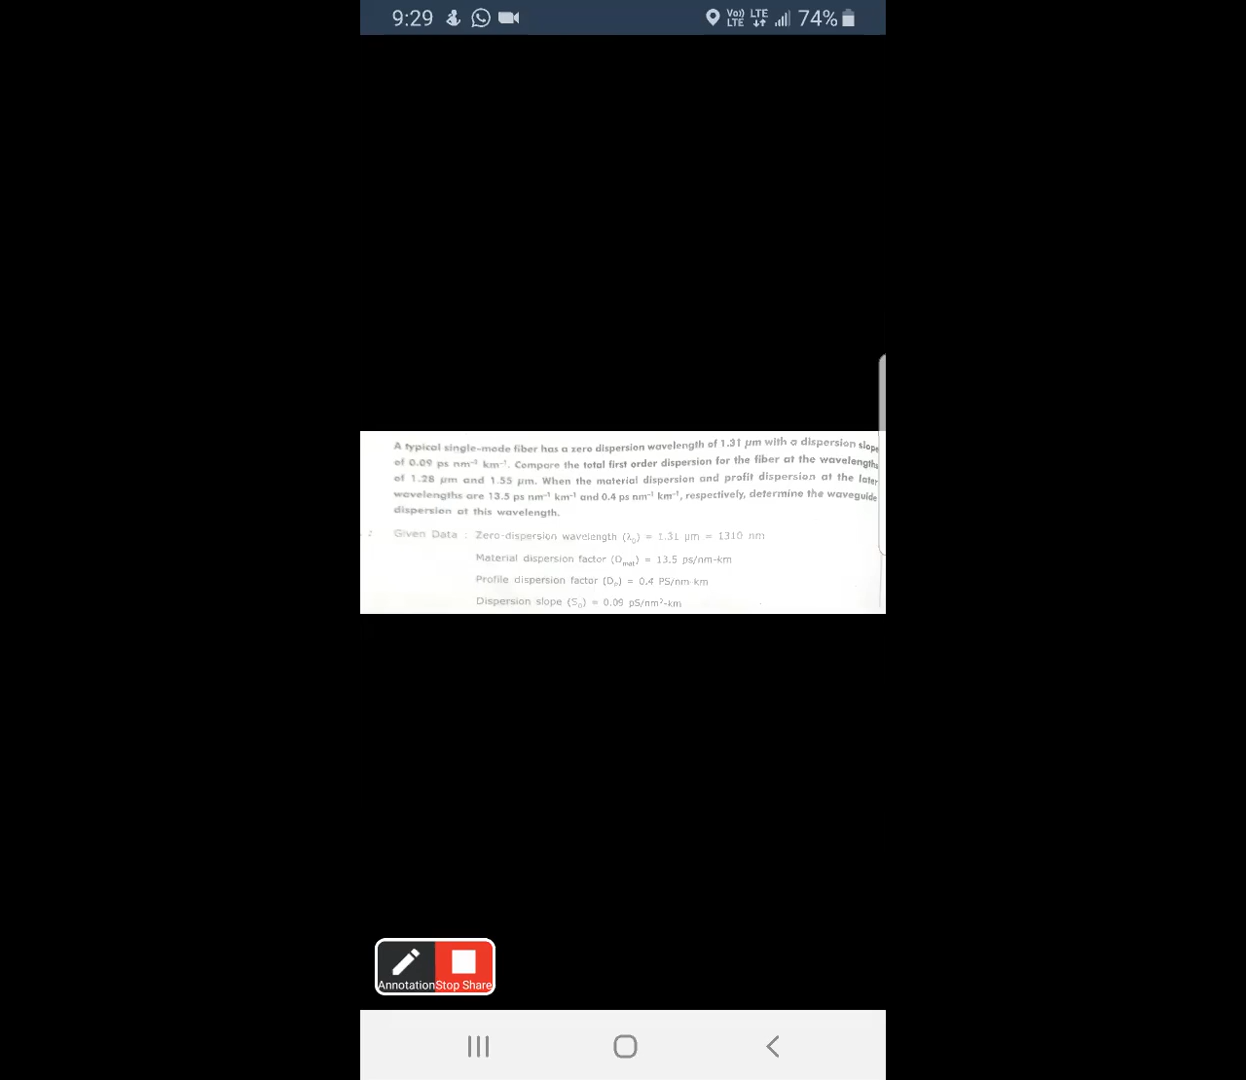 9:29 Vo)) LTE LTE 74%
A typical single-mode fiber has a zero dispersion wavelength of 1.31 μm with a dispersion slope
of 0.09 ps nm⁻² km⁻¹. Compare the total first order dispersion for the fiber at the wavelengths
of 1.28 μm and 1.55 μm. When the material dispersion and profit dispersion at the later
wavelengths are 13.5 ps nm⁻¹ km⁻¹ and 0.4 ps nm⁻¹ km⁻¹, respectively, determine the waveguide
dispersion at this wavelength.
Given Data : Zero-dispersion wavelength (λ₀) = 1.31 μm = 1310 nm
Material dispersion factor (Dmat) = 13.5 ps/nm-km
Profile dispersion factor (Dₚ) = 0.4 PS/nm-km
Dispersion slope (S₀) = 0.09 pS/nm²-km
Annotation Stop Share